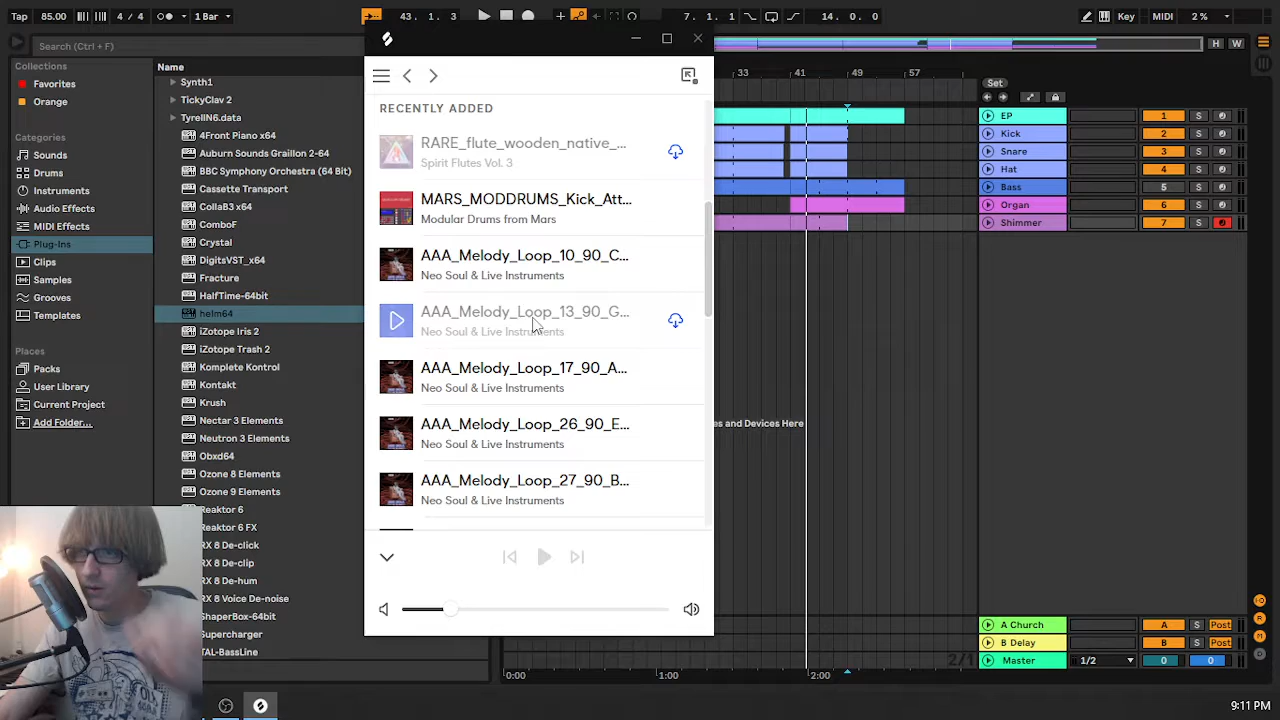 Tap 85.00 4 / 4 1 Bar 43. 1. 3 7. 1. 1 14. 0. 0 Key MIDI 2 %
Search (Ctrl + F)
H W
Collections
Favorites
Orange
Categories
Sounds
Drums
Instruments
Audio Effects
MIDI Effects
Plug-Ins
Clips
Samples
Grooves
Templates
Places
Packs
User Library
Current Project
Add Folder...
Name
Synth1
TickyClav 2
TyrellN6.data
4Front Piano x64
Auburn Sounds Graillon 2-64
BBC Symphony Orchestra (64 Bit)
Cassette Transport
CollaB3 x64
ComboF
Crystal
DigitsVST_x64
Fracture
HalfTime-64bit
helm64
iZotope Iris 2
iZotope Trash 2
Komplete Kontrol
Kontakt
Krush
Nectar 3 Elements
Neutron 3 Elements
Obxd64
Ozone 8 Elements
Ozone 9 Elements
Reaktor 6
Reaktor 6 FX
RX 8 De-click
RX 8 De-clip
RX 8 De-hum
RX 8 Voice De-noise
ShaperBox-64bit
Supercharger
TAL-BassLine
RECENTLY ADDED
RARE_flute_wooden_native_...
Spirit Flutes Vol. 3
MARS_MODDRUMS_Kick_Att...
Modular Drums from Mars
AAA_Melody_Loop_10_90_C...
Neo Soul & Live Instruments
AAA_Melody_Loop_13_90_G...
Neo Soul & Live Instruments
AAA_Melody_Loop_17_90_A...
Neo Soul & Live Instruments
AAA_Melody_Loop_26_90_E...
Neo Soul & Live Instruments
AAA_Melody_Loop_27_90_B...
Neo Soul & Live Instruments
33 41 49 57
Set
EP 1 S
Kick 2 S
Snare 3 S
Hat 4 S
Bass 5 S
Organ 6 S
Shimmer 7 S
es and Devices Here
A Church A S Post
B Delay B S Post
2/1 Master 1/2 0 0
0:00 1:00 2:00
9:11 PM